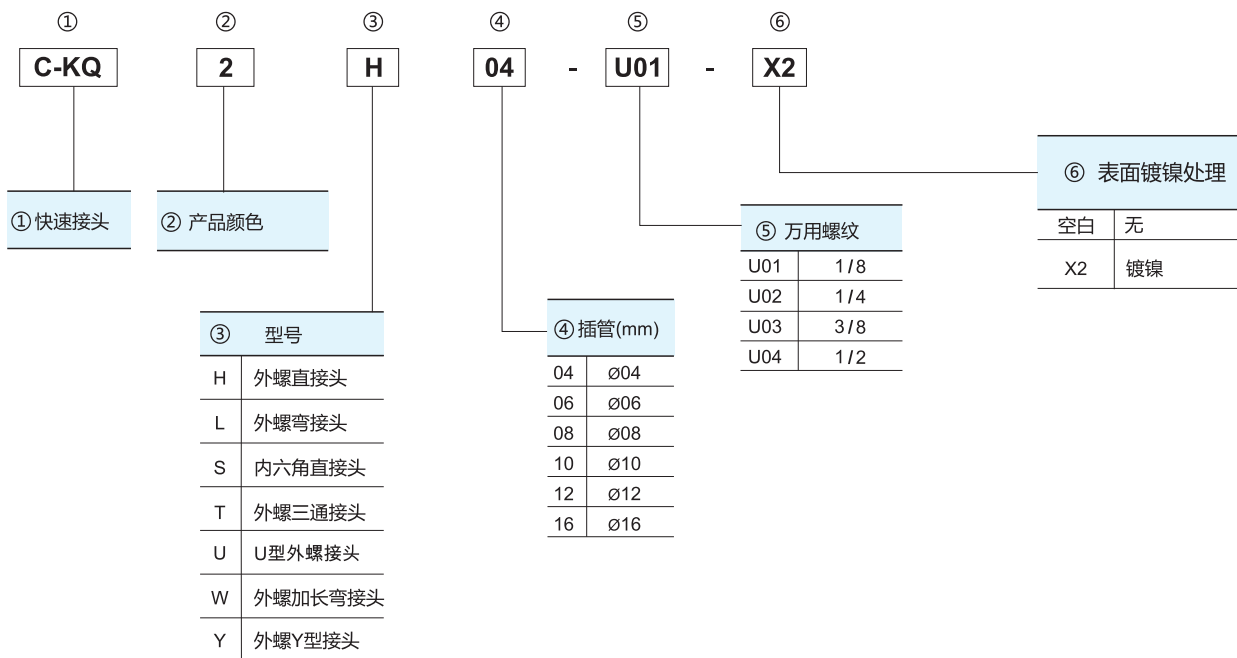 ① ② ③ ④ ⑤ ⑥
C-KQ 2 H 04 - U01 - X2
①快速接头
② 产品颜色
③ 型号
H 外螺直接头
L 外螺弯接头
S 内六角直接头
T 外螺三通接头
U U型外螺接头
W 外螺加长弯接头
Y 外螺Y型接头
④插管(mm)
04 Ø04
06 Ø06
08 Ø08
10 Ø10
12 Ø12
16 Ø16
⑤ 万用螺纹
U01 1/8
U02 1/4
U03 3/8
U04 1/2
⑥ 表面镀镍处理
空白 无
X2 镀镍